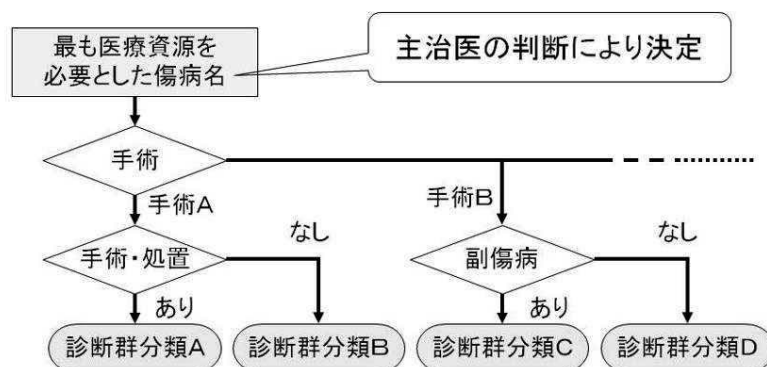 最も医療資源を
必要とした傷病名
主治医の判断により決定
手術
手術A
手術B
手術・処置
なし
副傷病
なし
あり
あり
診断群分類A
診断群分類B
診断群分類C
診断群分類D